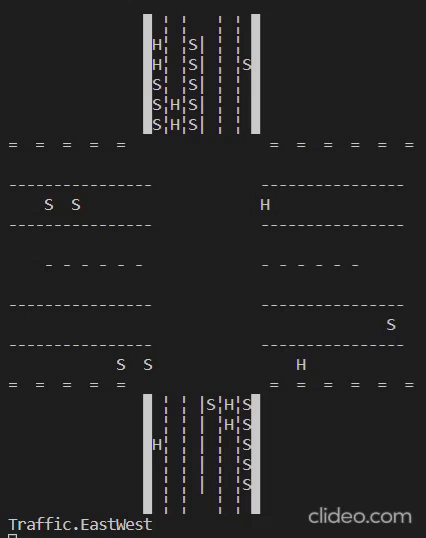 H S|
H S| S
S S|
S H S|
S H S|
= = = = =   = = = = = =
---------------   ----------------
S S   H
---------------   ----------------
- - - - - -   - - - - - -
---------------   ----------------
S
---------------   ----------------
S S   H
= = = = =   = = = = = =
|S H S
| H S
H | S
| S
| S
Traffic.EastWest
clideo.com